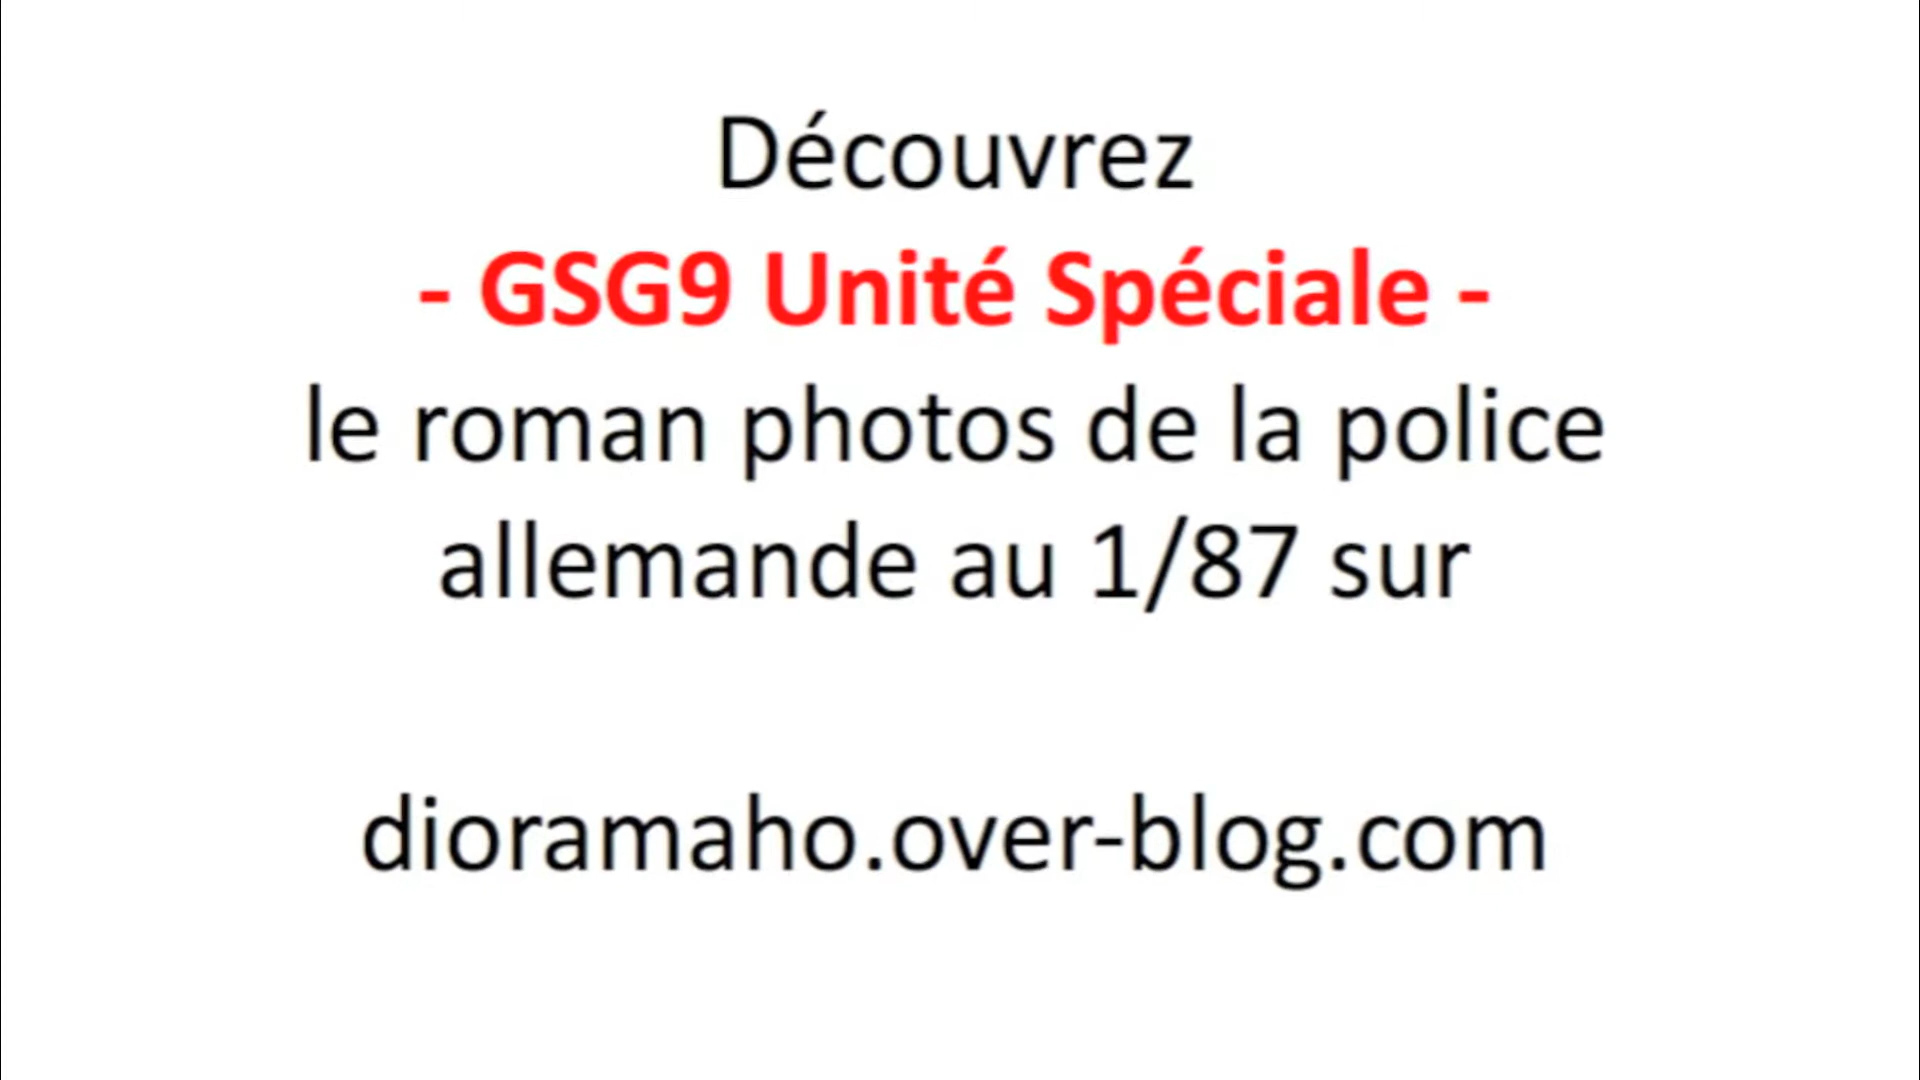 Découvrez
- GSG9 Unité Spéciale -
le roman photos de la police
allemande au 1/87 sur
dioramaho.over-blog.com